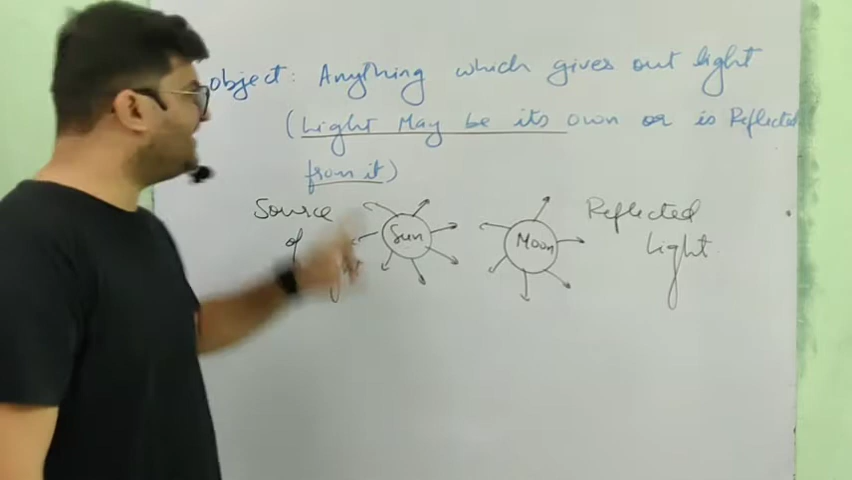 object: Anything which gives out light
(Light May be its own or is Reflected
from it)
Source
of
Sun
Moon
Reflected
light